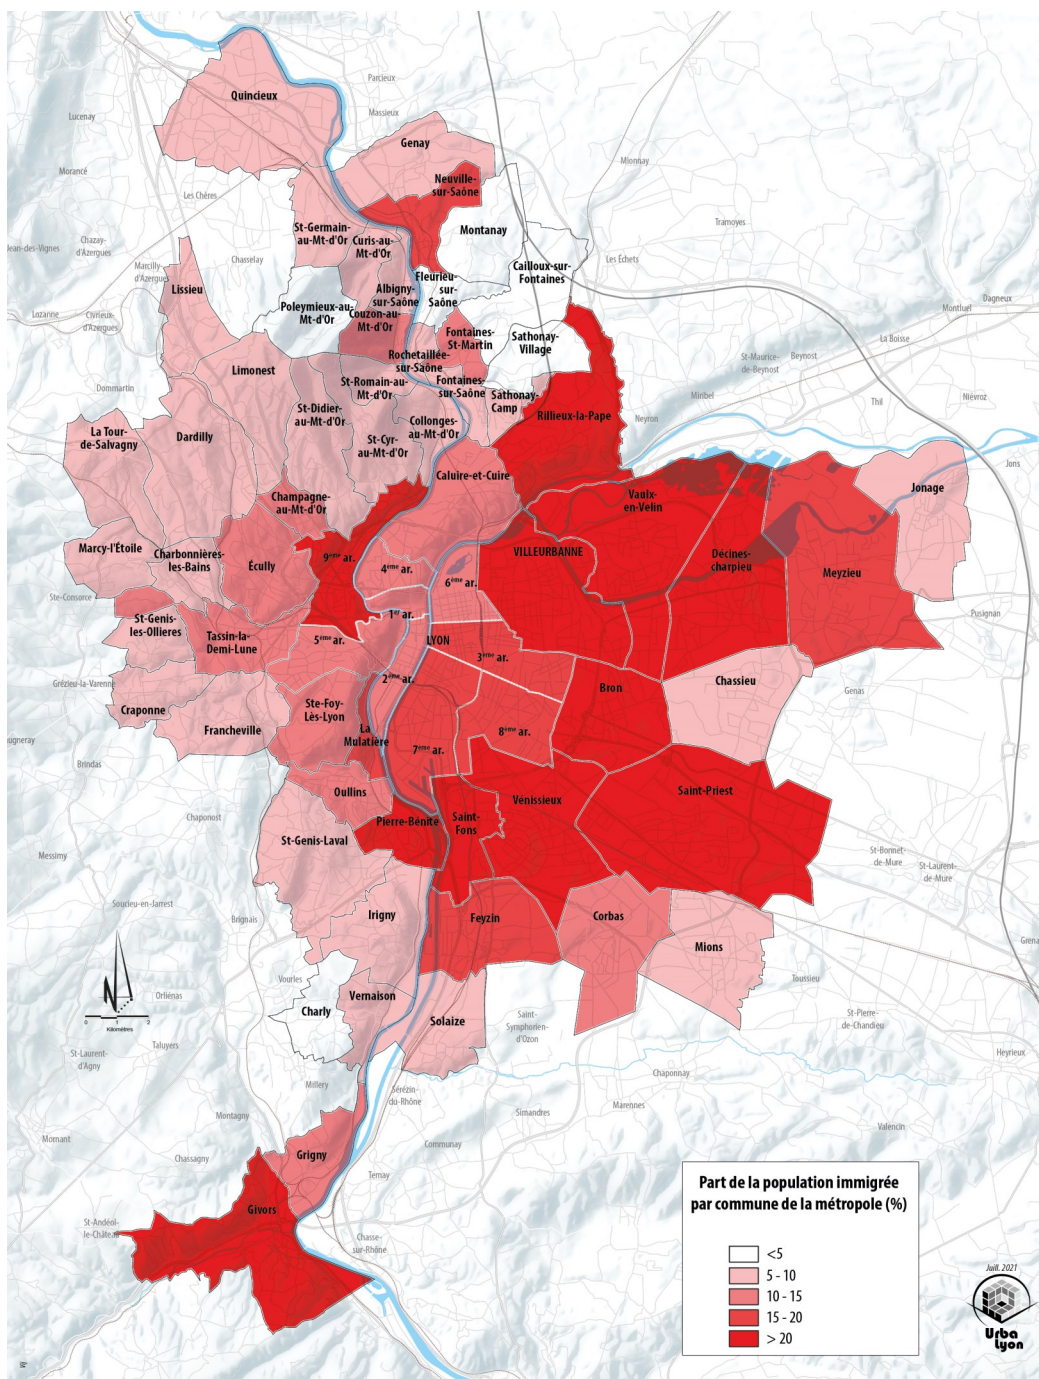 Parcieux
Quincieux
Lucenay
Massieux
Genay
Morancé
Mionnay
Neuville-
sur-Saône
Les Chères
St-Germain-
au-Mt-d'Or
Curis-au-
Mt-d'Or
Montanay
Tramoyes
Jean-des-Vignes
Chazay-
d'Azergues
Chasselay
Marcilly-
d'Azergues
Cailloux-sur-
Fontaines
Les Échets
Lissieu
Fleurieu-
sur-
Saône
Albigny-
sur-Saône
Dagneux
Montluel
Lozanne
Civrieux-
d'Azergues
Poleymieux-au-
Mt-d'Or
Couzon-au-
Mt-d'Or
Fontaines-
St-Martin
Sathonay-
Village
La Boisse
Rochetaillée-
sur-Saône
St-Maurice-
de-Beynost
Beynost
Limonest
Dommartin
St-Romain-au-
Mt-d'Or
Fontaines-
sur-Saône
Sathonay-
Camp
Miribel
Niévroz
Thil
St-Didier-
au-Mt-d'Or
Collonges-
au-Mt-d'Or
Rillieux-la-Pape
Neyron
La Tour-
de-Salvagny
Dardilly
St-Cyr-
au-Mt-d'Or
Jons
Caluire-et-Cuire
Jonage
Champagne-
au-Mt-d'Or
Vaulx-
en-Velin
Marcy-l'Étoile
Charbonnières-
les-Bains
Écully
9ème ar.
4ème ar.
6ème ar.
VILLEURBANNE
Décines-
charpieu
Meyzieu
Ste-Consorce
St-Genis-
les-Ollieres
1er ar.
Pusignan
Tassin-la-
Demi-Lune
5ème ar.
LYON
3ème ar.
2ème ar.
Grézieu-la-Varenne
Craponne
Ste-Foy-
Lès-Lyon
Bron
Chassieu
Genas
Francheville
La
Mulatière
7ème ar.
8ème ar.
Brindas
Oullins
Vénissieux
Saint-Priest
Chaponost
Pierre-Bénite
Saint-
Fons
St-Genis-Laval
Messimy
St-Bonnet-
de-Mure
St-Laurent-
de-Mure
Soucieu-en-Jarrest
Brignais
Irigny
Feyzin
Corbas
Mions
Vourles
Toussieu
N
Orliénas
Charly
Vernaison
Solaize
Saint-
Symphorien-
d'Ozon
St-Pierre-
de-Chandieu
0 1 2
Kilomètres
St-Laurent-
d'Agny
Taluyers
Heyrieux
Chaponnay
Millery
Sérézin-
du-Rhône
Simandres
Marennes
Montagny
Valencin
Mornant
Communay
Chassagny
Grigny
Ternay
Givors
St-Andéol-
le-Château
Chasse-
sur-Rhône
Part de la population immigrée
par commune de la métropole (%)
<5
5 - 10
10 - 15
15 - 20
> 20
Juill. 2021
Urba
Lyon